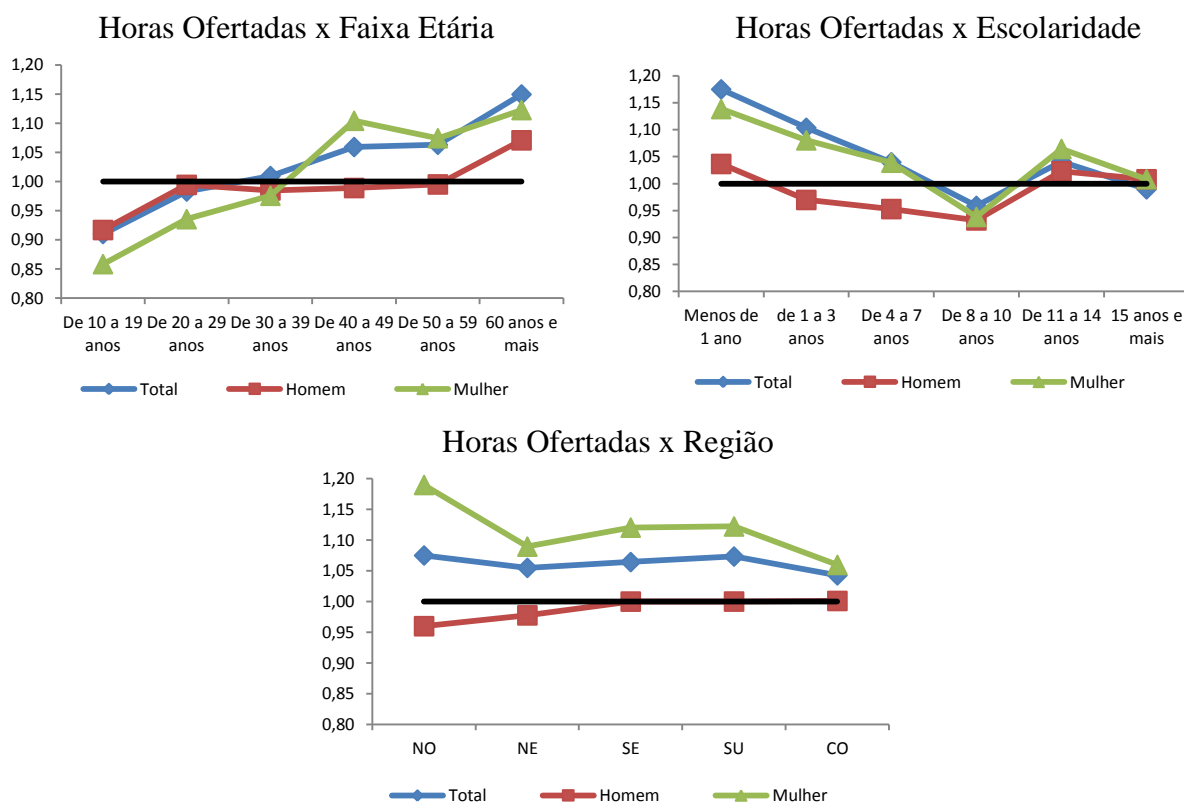 Horas Ofertadas x Faixa Etária
1,20
1,15
1,10
1,05
1,00
0,95
0,90
0,85
0,80
De 10 a 19 De 20 a 29 De 30 a 39 De 40 a 49 De 50 a 59 60 anos e
anos anos anos anos anos mais
Total Homem Mulher
Horas Ofertadas x Escolaridade
1,20
1,15
1,10
1,05
1,00
0,95
0,90
0,85
0,80
Menos de de 1 a 3 De 4 a 7 De 8 a 10 De 11 a 14 15 anos e
1 ano anos anos anos anos mais
Total Homem Mulher
Horas Ofertadas x Região
1,20
1,15
1,10
1,05
1,00
0,95
0,90
0,85
0,80
NO NE SE SU CO
Total Homem Mulher